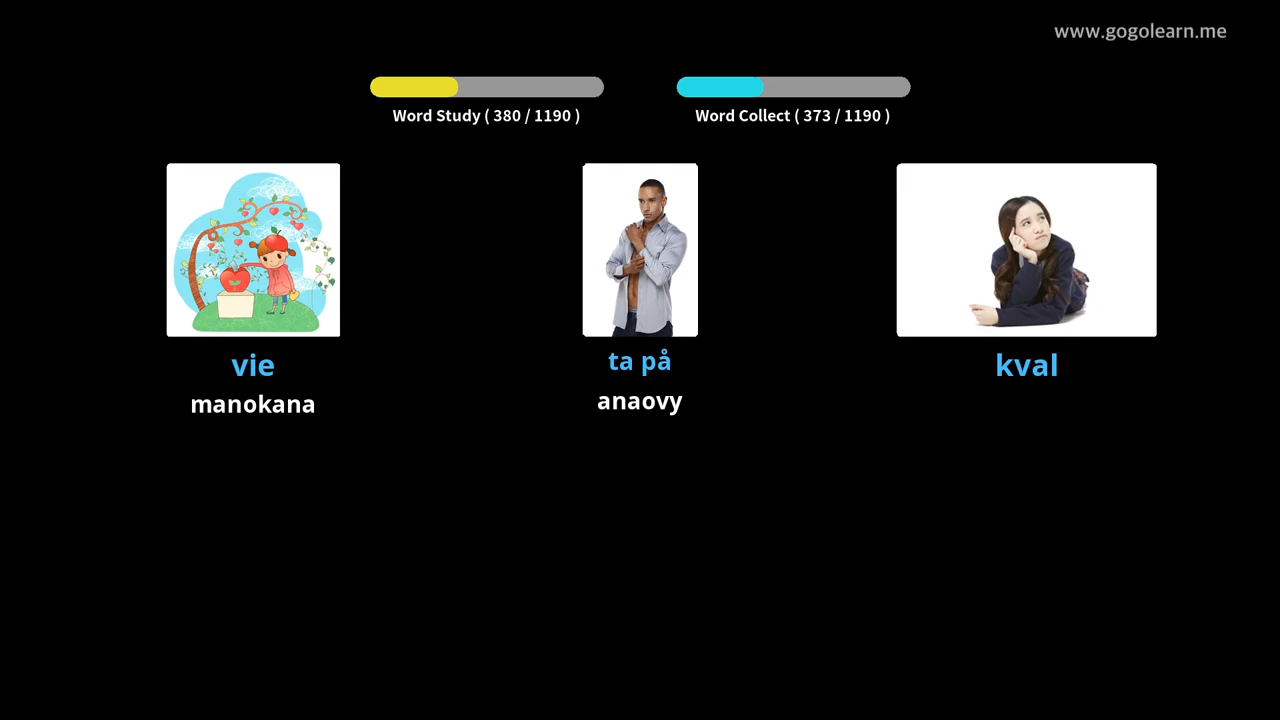 www.gogolearn.me
Word Study ( 380 / 1190 )
Word Collect ( 373 / 1190 )
vie
manokana
ta på
anaovy
kval